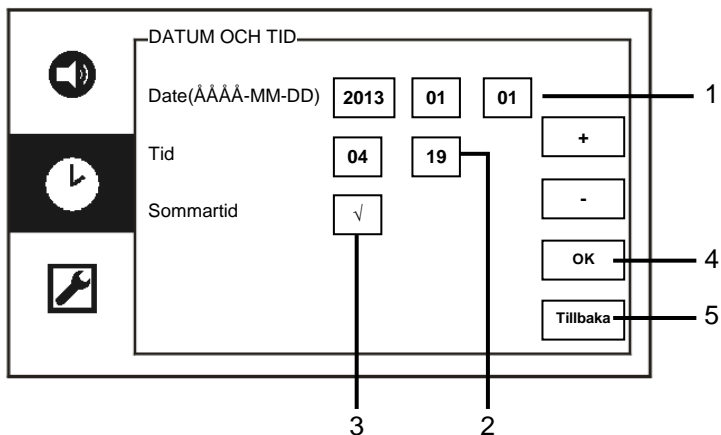 DATUM OCH TID
Date(ÅÅÅÅ-MM-DD) 2013 01 01 1
+
Tid 04 19
-
Sommartid √
OK 4
Tillbaka 5
3 2